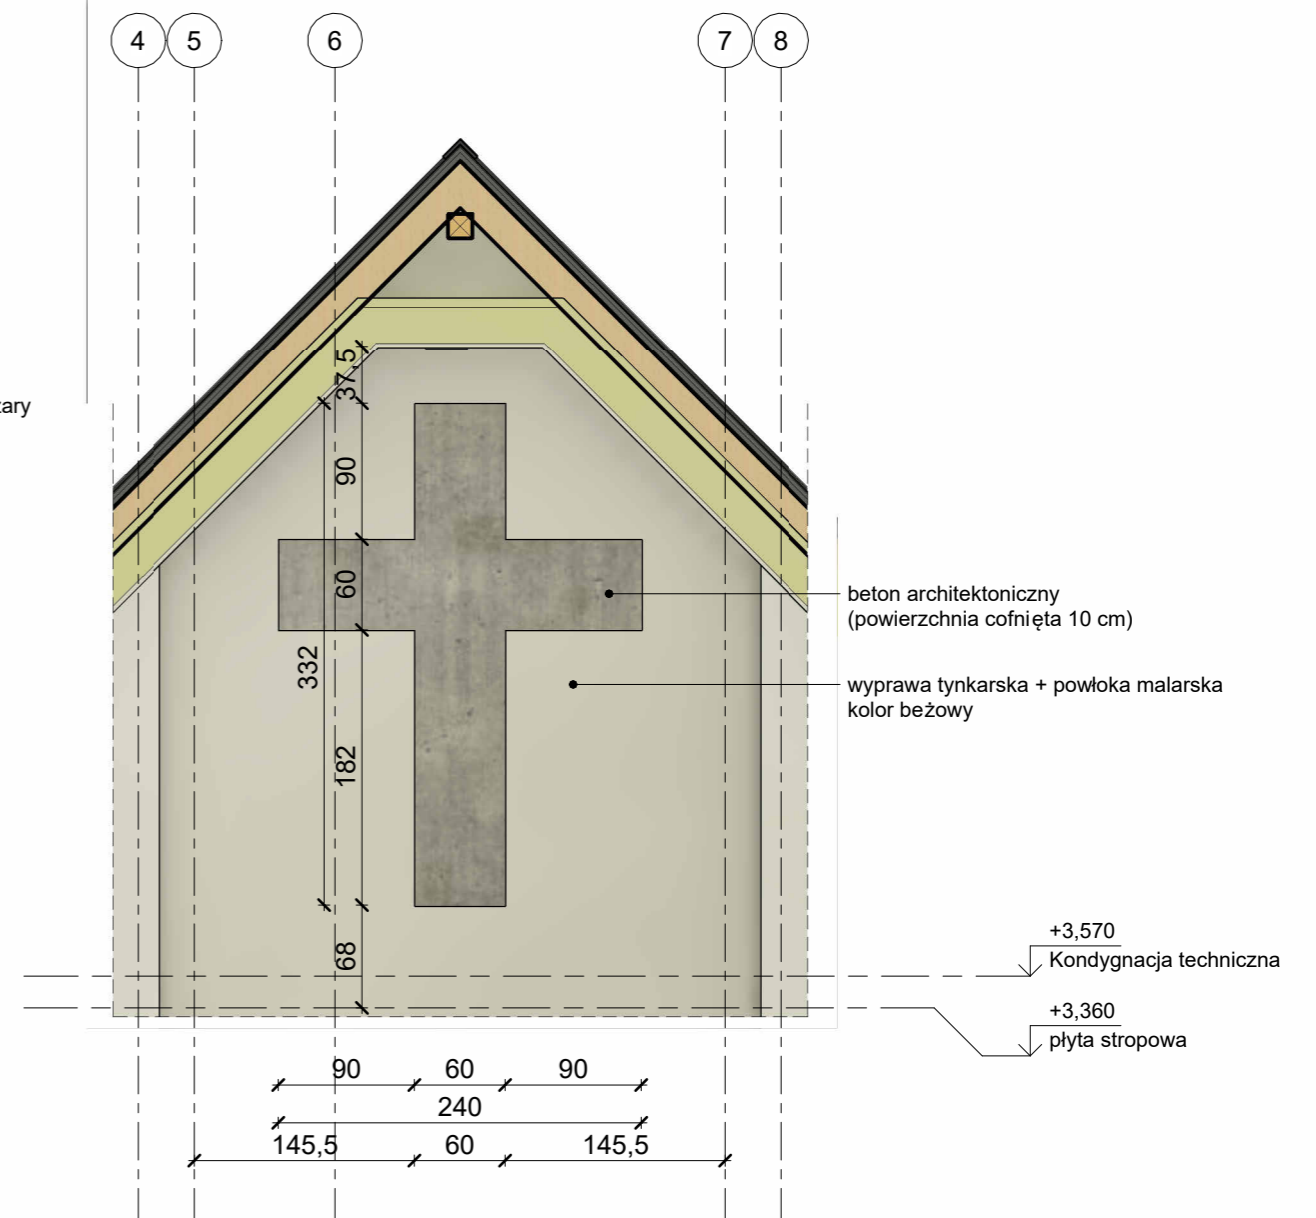 4 5 6 7 8
37,5
żary
90
60
beton architektoniczny
(powierzchnia cofnięta 10 cm)
332
wyprawa tynkarska + powłoka malarska
kolor beżowy
182
68
+3,570
Kondygnacja techniczna
+3,360
płyta stropowa
90 60 90
240
145,5 60 145,5